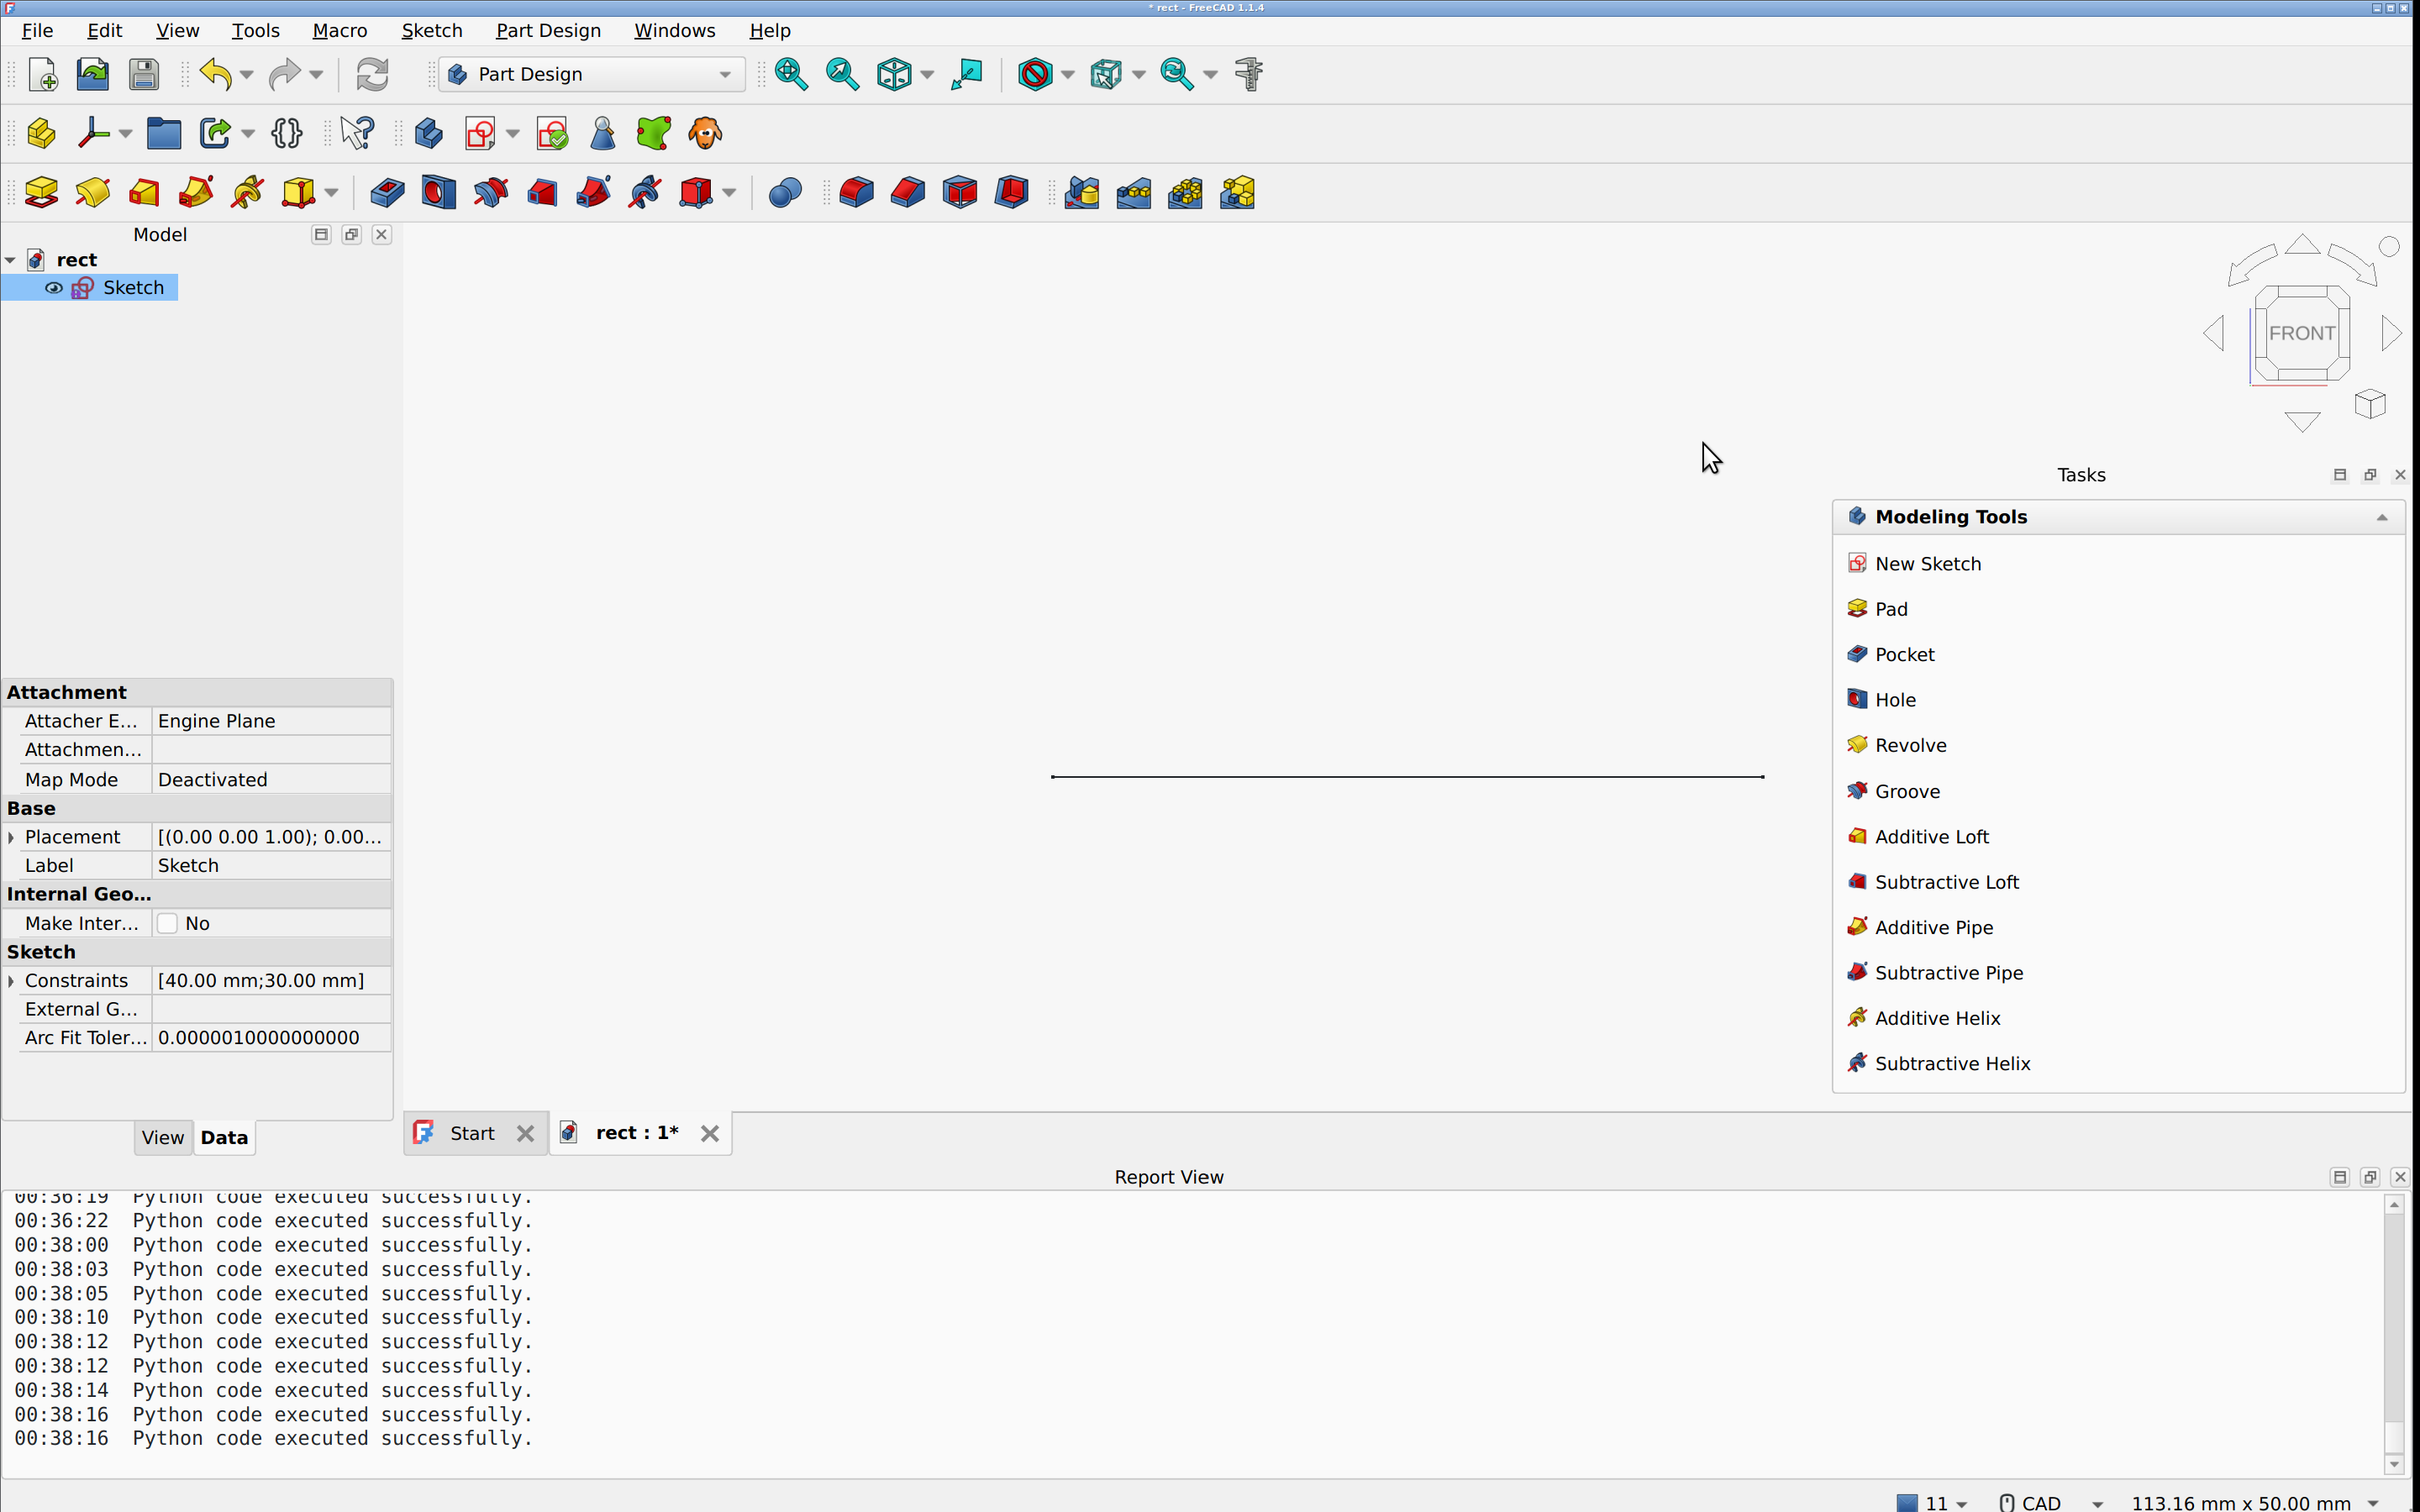 * rect - FreeCAD 1.1.4
File Edit View Tools Macro Sketch Part Design Windows Help
Part Design
Model
rect
Sketch
FRONT
Tasks
Modeling Tools
New Sketch
Pad
Pocket
Hole
Revolve
Groove
Additive Loft
Subtractive Loft
Additive Pipe
Subtractive Pipe
Additive Helix
Subtractive Helix
Attachment
Attacher E... Engine Plane
Attachmen...
Map Mode Deactivated
Base
Placement [(0.00 0.00 1.00); 0.00...
Label Sketch
Internal Geo...
Make Inter... No
Sketch
Constraints [40.00 mm;30.00 mm]
External G...
Arc Fit Toler... 0.0000010000000000
View Data
Start rect : 1*
Report View
00:36:19 Python code executed successfully.
00:36:22 Python code executed successfully.
00:38:00 Python code executed successfully.
00:38:03 Python code executed successfully.
00:38:05 Python code executed successfully.
00:38:10 Python code executed successfully.
00:38:12 Python code executed successfully.
00:38:12 Python code executed successfully.
00:38:14 Python code executed successfully.
00:38:16 Python code executed successfully.
00:38:16 Python code executed successfully.
11 CAD 113.16 mm x 50.00 mm